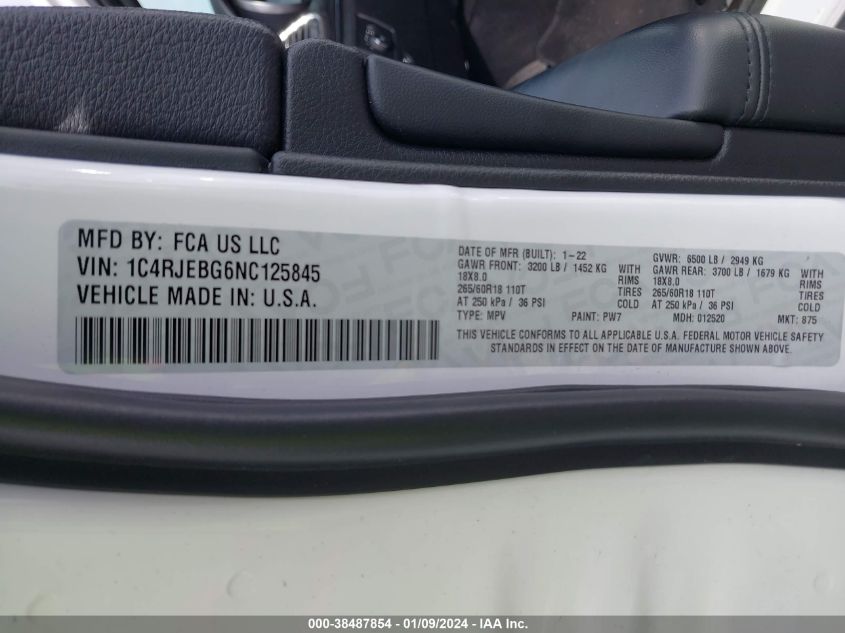 MFD BY: FCA US LLC
VIN: 1C4RJEBG6NC125845
VEHICLE MADE IN: U.S.A.
DATE OF MFR (BUILT): 1-22
GAWR FRONT: 3200 LB / 1452 KG WITH
18X8.0 RIMS
265/60R18 110T TIRES
AT 250 kPa / 36 PSI COLD
TYPE: MPV PAINT: PW7
GVWR: 6500 LB / 2949 KG
GAWR REAR: 3700 LB / 1679 KG WITH
18X8.0 RIMS
265/60R18 110T TIRES
AT 250 kPa / 36 PSI COLD
MDH: 012520 MKT: 875
THIS VEHICLE CONFORMS TO ALL APPLICABLE U.S.A. FEDERAL MOTOR VEHICLE SAFETY
STANDARDS IN EFFECT ON THE DATE OF MANUFACTURE SHOWN ABOVE.
000-38487854 - 01/09/2024 - IAA Inc.